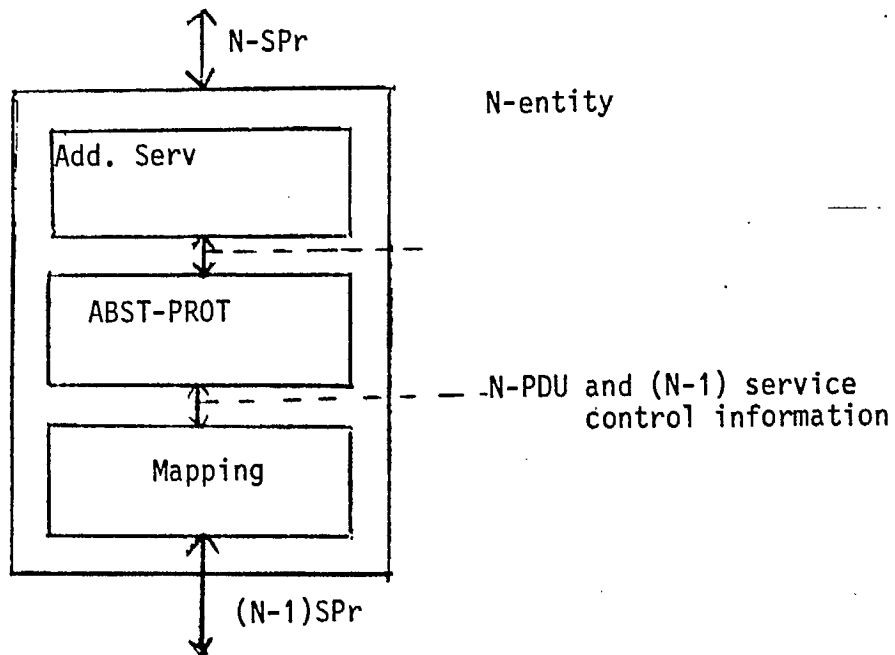 N-SPr
N-entity
Add. Serv
ABST-PROT
N-PDU and (N-1) service
control information
Mapping
(N-1)SPr